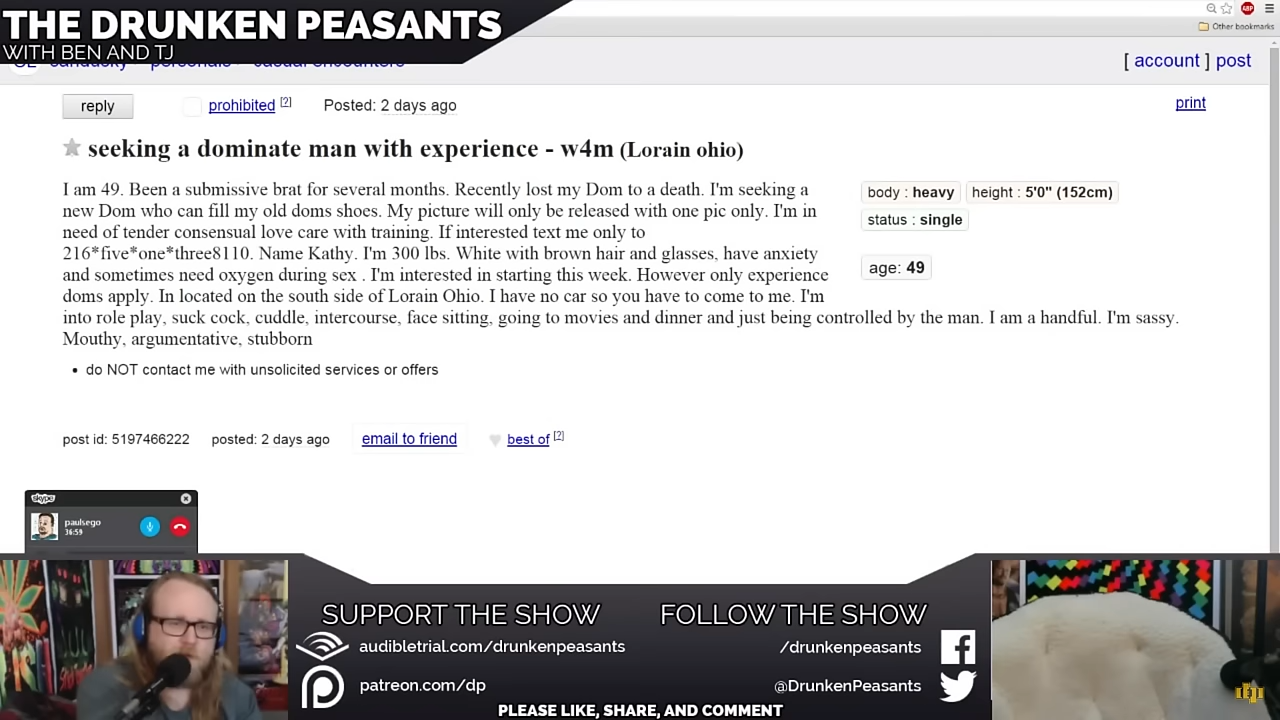 THE DRUNKEN PEASANTS
WITH BEN AND TJ
Other bookmarks
[ account ] post
reply
prohibited [?]
Posted: 2 days ago
print
seeking a dominate man with experience - w4m (Lorain ohio)
I am 49. Been a submissive brat for several months. Recently lost my Dom to a death. I'm seeking a
new Dom who can fill my old doms shoes. My picture will only be released with one pic only. I'm in
need of tender consensual love care with training. If interested text me only to
216*five*one*three8110. Name Kathy. I'm 300 lbs. White with brown hair and glasses, have anxiety
and sometimes need oxygen during sex . I'm interested in starting this week. However only experience
doms apply. In located on the south side of Lorain Ohio. I have no car so you have to come to me. I'm
into role play, suck cock, cuddle, intercourse, face sitting, going to movies and dinner and just being controlled by the man. I am a handful. I'm sassy.
Mouthy, argumentative, stubborn
body : heavy
height : 5'0" (152cm)
status : single
age: 49
• do NOT contact me with unsolicited services or offers
post id: 5197466222
posted: 2 days ago
email to friend
best of [?]
skype
paulsego
36:59
SUPPORT THE SHOW
audibletrial.com/drunkenpeasants
patreon.com/dp
FOLLOW THE SHOW
/drunkenpeasants
@DrunkenPeasants
PLEASE LIKE, SHARE, AND COMMENT